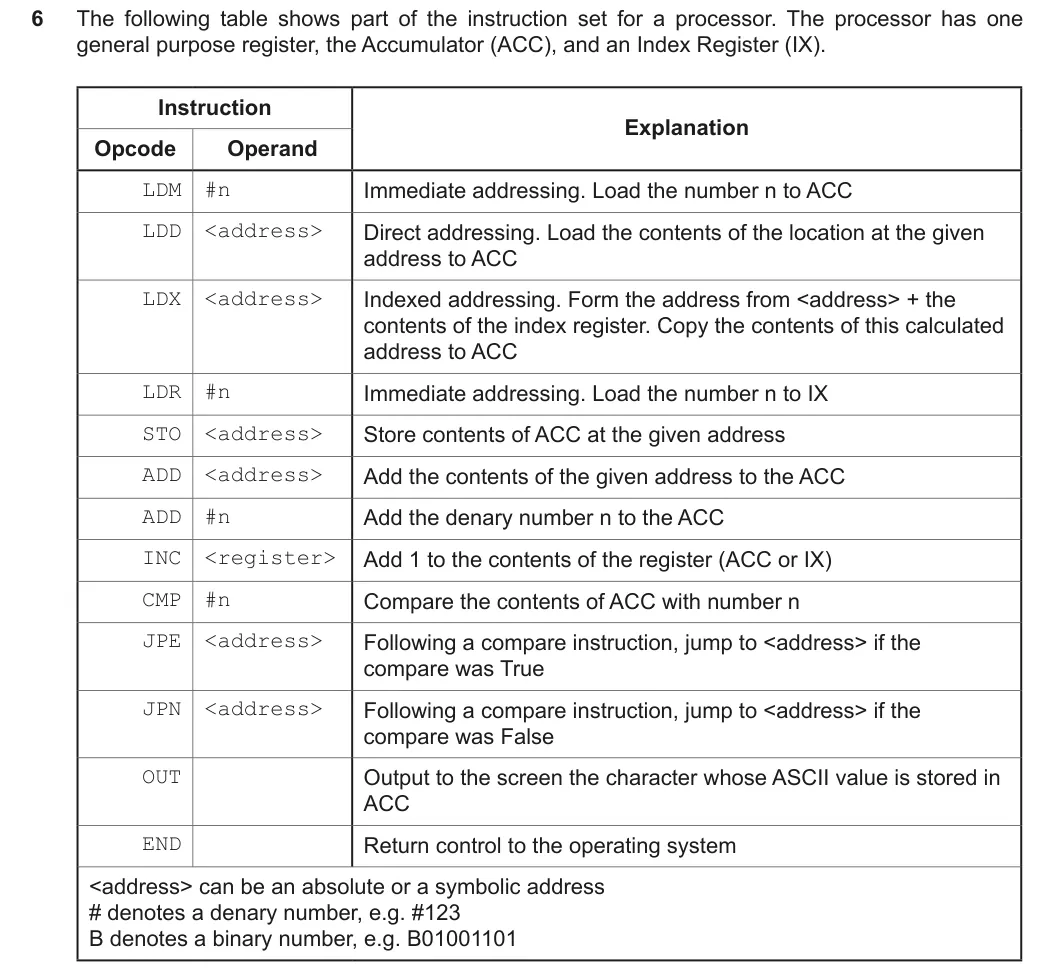 6 The following table shows part of the instruction set for a processor. The processor has one
general purpose register, the Accumulator (ACC), and an Index Register (IX).
Instruction
Explanation
Opcode Operand
LDM #n Immediate addressing. Load the number n to ACC
LDD <address> Direct addressing. Load the contents of the location at the given
address to ACC
LDX <address> Indexed addressing. Form the address from <address> + the
contents of the index register. Copy the contents of this calculated
address to ACC
LDR #n Immediate addressing. Load the number n to IX
STO <address> Store contents of ACC at the given address
ADD <address> Add the contents of the given address to the ACC
ADD #n Add the denary number n to the ACC
INC <register> Add 1 to the contents of the register (ACC or IX)
CMP #n Compare the contents of ACC with number n
JPE <address> Following a compare instruction, jump to <address> if the
compare was True
JPN <address> Following a compare instruction, jump to <address> if the
compare was False
OUT Output to the screen the character whose ASCII value is stored in
ACC
END Return control to the operating system
<address> can be an absolute or a symbolic address
# denotes a denary number, e.g. #123
B denotes a binary number, e.g. B01001101